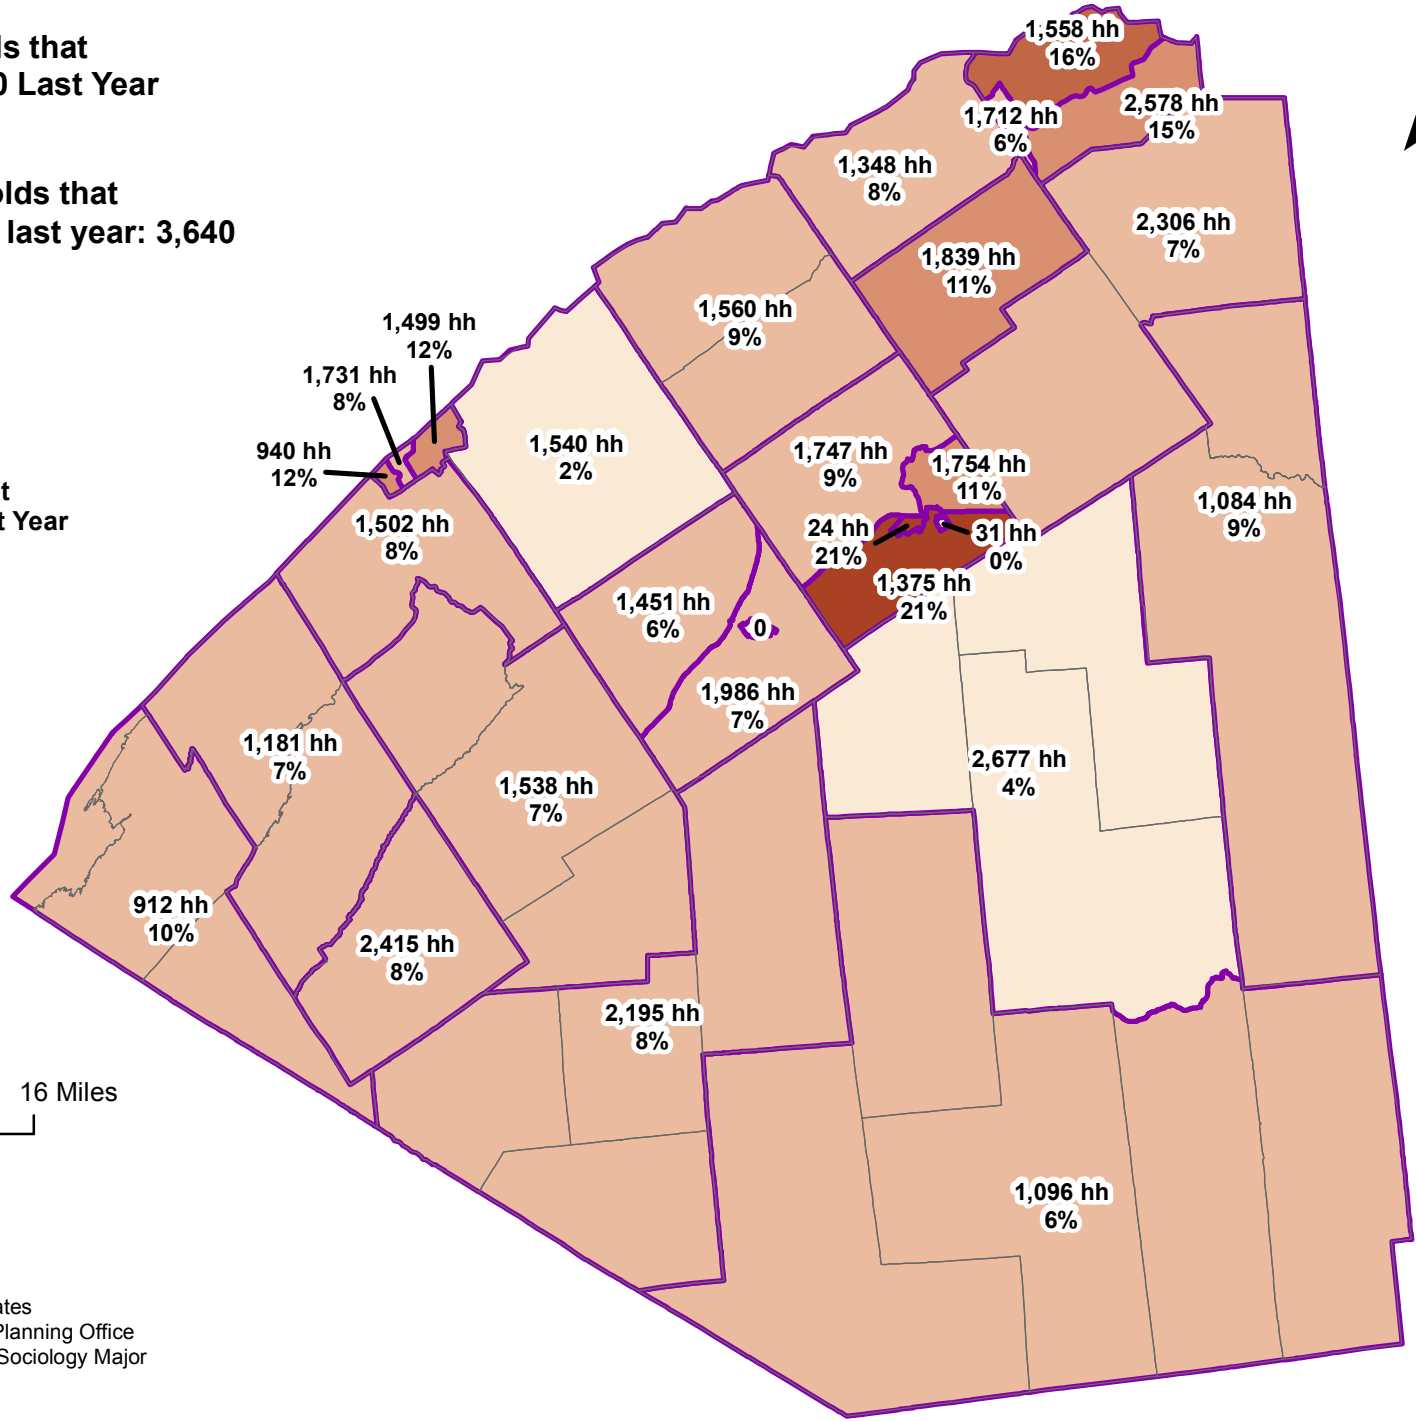 ls that
0 Last Year
olds that
last year: 3,640
t
t Year
1,558 hh
16%
2,578 hh
15%
1,712 hh
6%
1,348 hh
8%
2,306 hh
7%
1,839 hh
11%
1,560 hh
9%
1,499 hh
12%
1,731 hh
8%
940 hh
12%
1,540 hh
2%
1,747 hh
9%
1,754 hh
11%
1,084 hh
9%
1,502 hh
8%
24 hh
21%
31 hh
0%
1,375 hh
21%
1,451 hh
6%
0
1,986 hh
7%
1,181 hh
7%
2,677 hh
4%
1,538 hh
7%
912 hh
10%
2,415 hh
8%
2,195 hh
8%
16 Miles
1,096 hh
6%
ates
Planning Office
Sociology Major